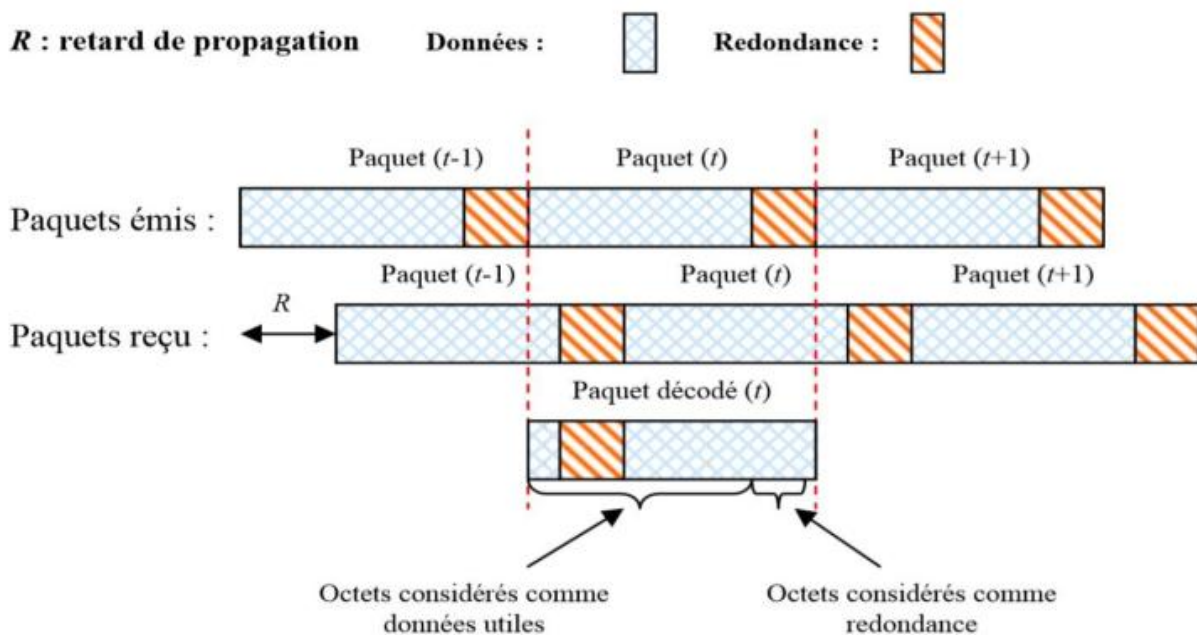 R : retard de propagation Données : Redondance :
Paquet (t-1) Paquet (t) Paquet (t+1)
Paquets émis :
Paquet (t-1) Paquet (t) Paquet (t+1)
R
Paquets reçu :
Paquet décodé (t)
Octets considérés comme
données utiles
Octets considérés comme
redondance